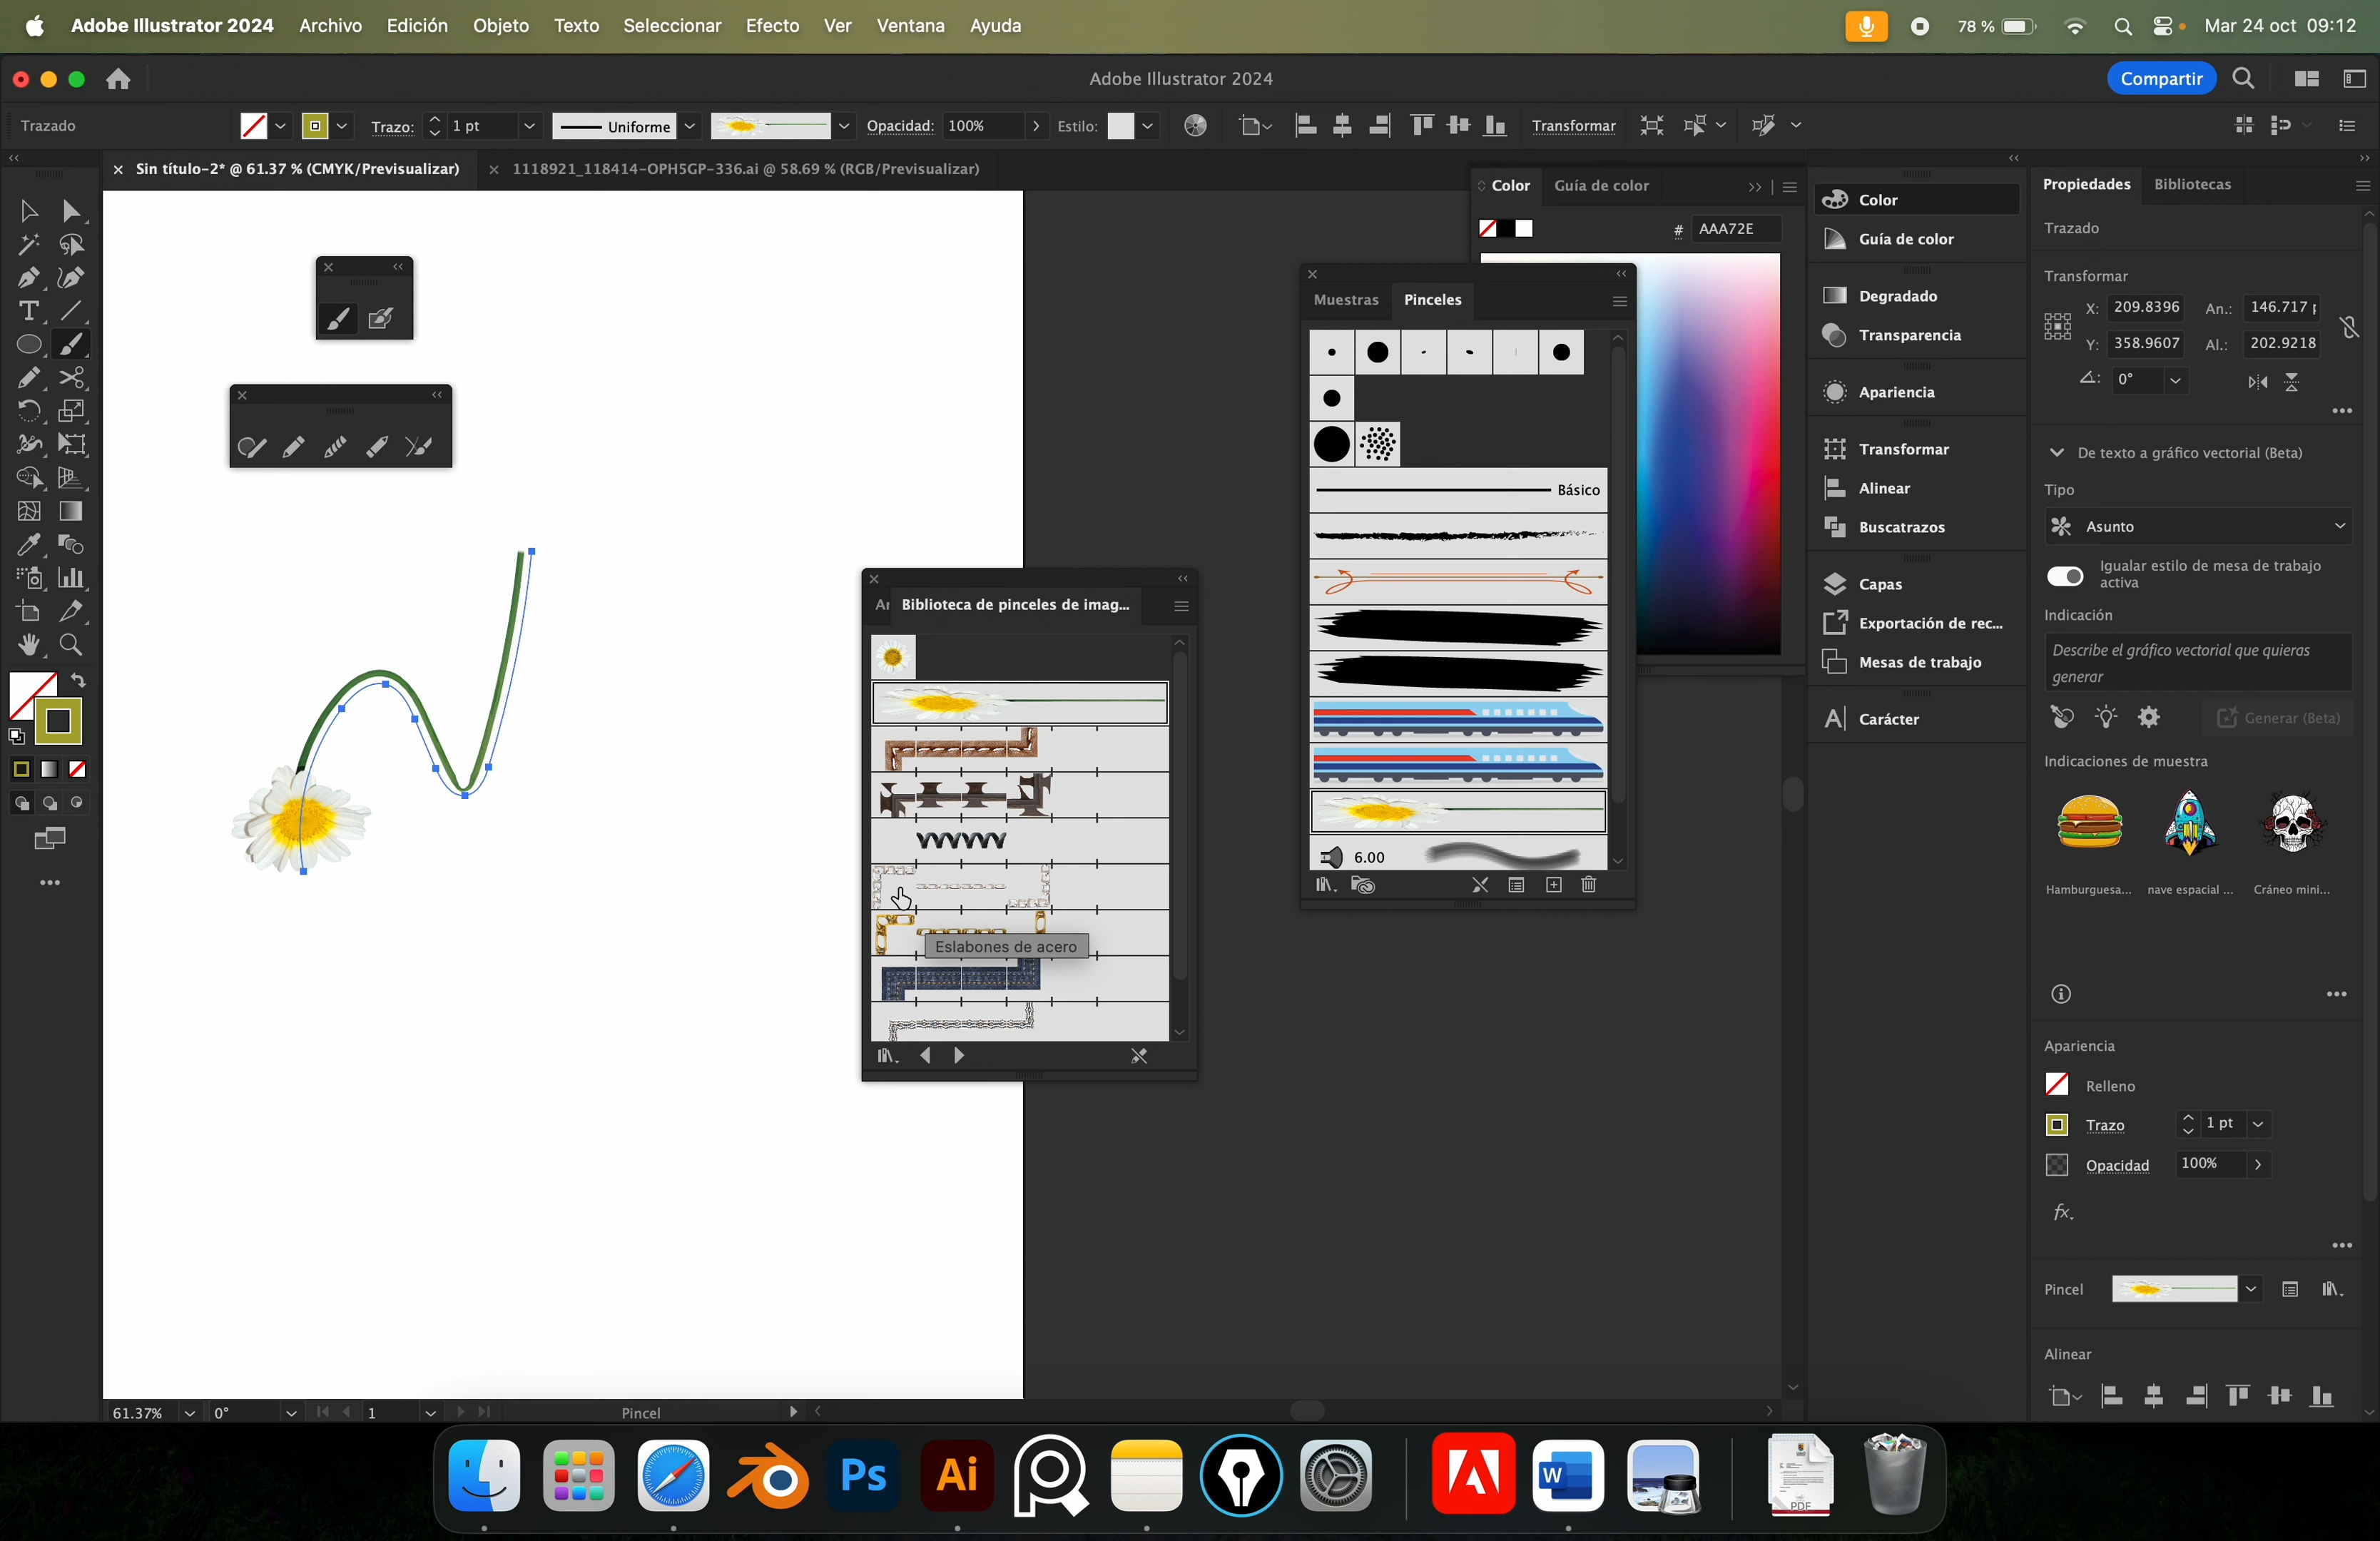 Adobe Illustrator 2024 Archivo Edición Objeto Texto Seleccionar Efecto Ver Ventana Ayuda 78 % Mar 24 oct 09:12
Adobe Illustrator 2024 Compartir
Trazado Trazo: 1 pt Uniforme Opacidad: 100% Estilo: Transformar
Sin título-2* @ 61.37 % (CMYK/Previsualizar) 1118921_118414-OPH5GP-336.ai @ 58.69 % (RGB/Previsualizar)
Color Guía de color
# AAA72E
Muestras Pinceles
Básico
6.00
Biblioteca de pinceles de imag...
Eslabones de acero
Color
Guía de color
Degradado
Transparencia
Apariencia
Transformar
Alinear
Buscatrazos
Capas
Exportación de rec...
Mesas de trabajo
Carácter
Propiedades Bibliotecas
Trazado
Transformar
X: 209.8396 An.: 146.717 
Y: 358.9607 Al.: 202.9218
0°
De texto a gráfico vectorial (Beta)
Tipo
Asunto
Igualar estilo de mesa de trabajo
activa
Indicación
Describe el gráfico vectorial que quieras
generar
Generar (Beta)
Indicaciones de muestra
Hamburguesa... nave espacial ... Cráneo mini...
Apariencia
Relleno
Trazo 1 pt
Opacidad 100%
fx
Pincel
Alinear
61.37% 0° 1 Pincel
Ps Ai W PDF